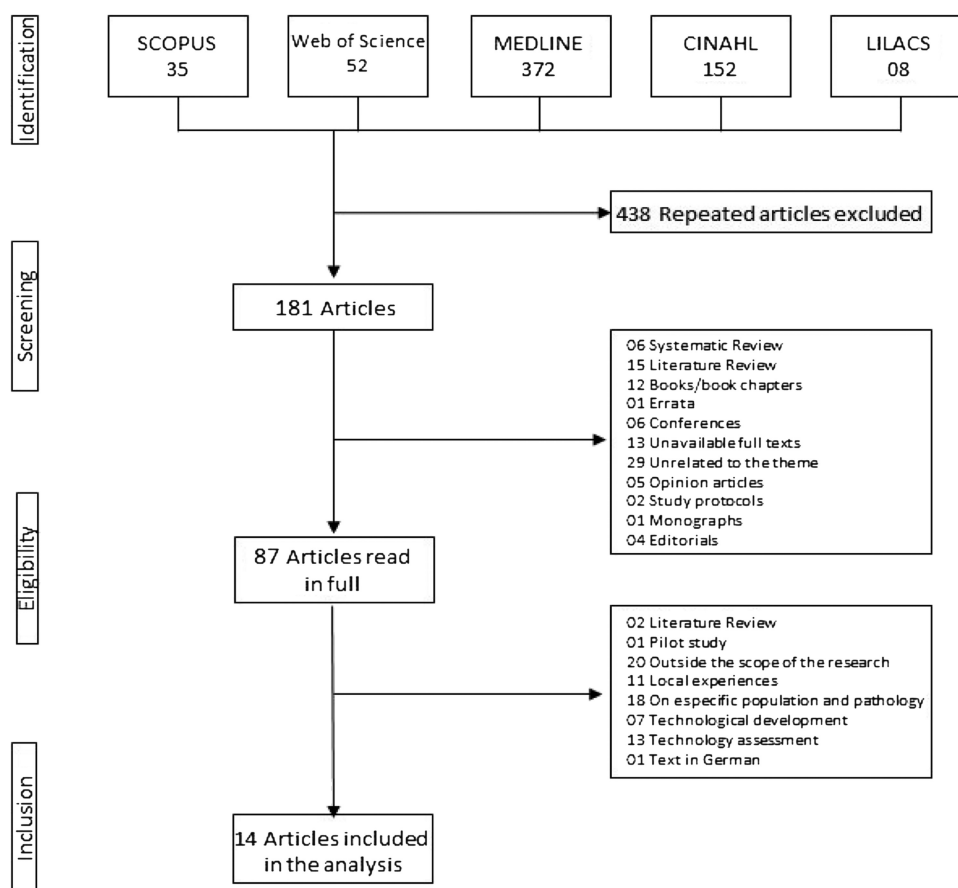 Identification
SCOPUS
35
Web of Science
52
MEDLINE
372
CINAHL
152
LILACS
08
438 Repeated articles excluded
Screening
181 Articles
06 Systematic Review
15 Literature Review
12 Books/book chapters
01 Errata
06 Conferences
13 Unavailable full texts
29 Unrelated to the theme
05 Opinion articles
02 Study protocols
01 Monographs
04 Editorials
Eligibility
87 Articles read
in full
02 Literature Review
01 Pilot study
20 Outside the scope of the research
11 Local experiences
18 On especific population and pathology
07 Technological development
13 Technology assessment
01 Text in German
Inclusion
14 Articles included
in the analysis